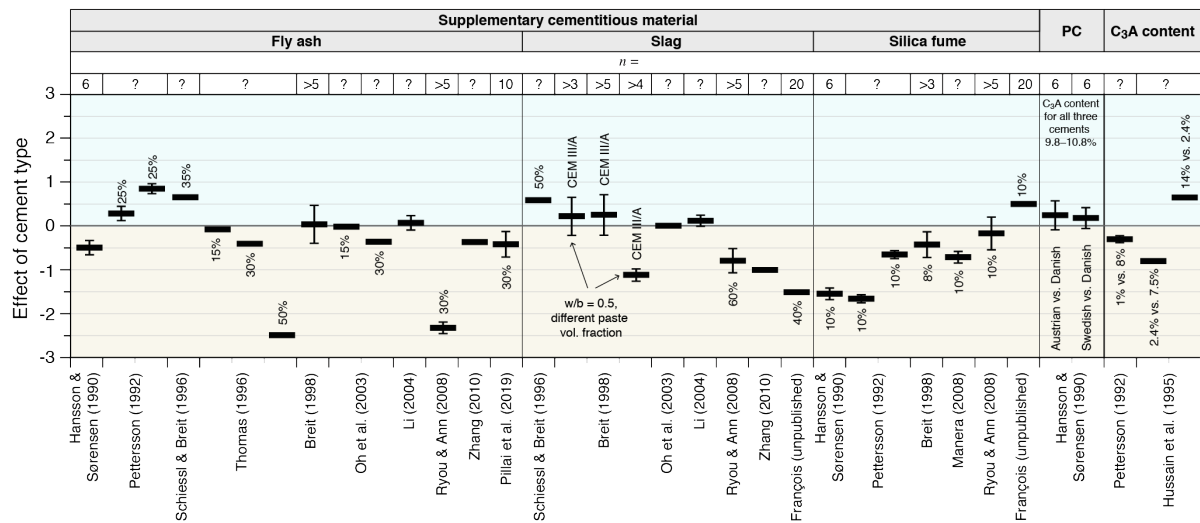 Supplementary cementitious material
PC
C₃A content
Fly ash
Slag
Silica fume
n =
6
?
?
?
>5
?
?
>5
?
10
?
>3
>5
>4
?
?
>5
?
20
6
?
>3
?
>5
20
6
6
?
?
Effect of cement type
3
2
1
0
-1
-2
-3
25%
25%
35%
15%
30%
50%
15%
30%
30%
30%
50%
CEM III/A
CEM III/A
CEM III/A
w/b = 0.5,
different paste
vol. fraction
60%
40%
10%
10%
10%
8%
10%
10%
10%
C₃A content
for all three
cements
9.8–10.8%
Austrian vs. Danish
Swedish vs. Danish
1% vs. 8%
2.4% vs. 7.5%
14% vs. 2.4%
Hansson &
Sørensen (1990)
Pettersson (1992)
Schiessl & Breit (1996)
Thomas (1996)
Breit (1998)
Oh et al. (2003)
Li (2004)
Ryou & Ann (2008)
Zhang (2010)
Pillai et al. (2019)
Schiessl & Breit (1996)
Breit (1998)
Oh et al. (2003)
Li (2004)
Ryou & Ann (2008)
Zhang (2010)
François (unpublished)
Hansson &
Sørensen (1990)
Pettersson (1992)
Breit (1998)
Manera (2008)
Ryou & Ann (2008)
François (unpublished)
Hansson &
Sørensen (1990)
Pettersson (1992)
Hussain et al. (1995)